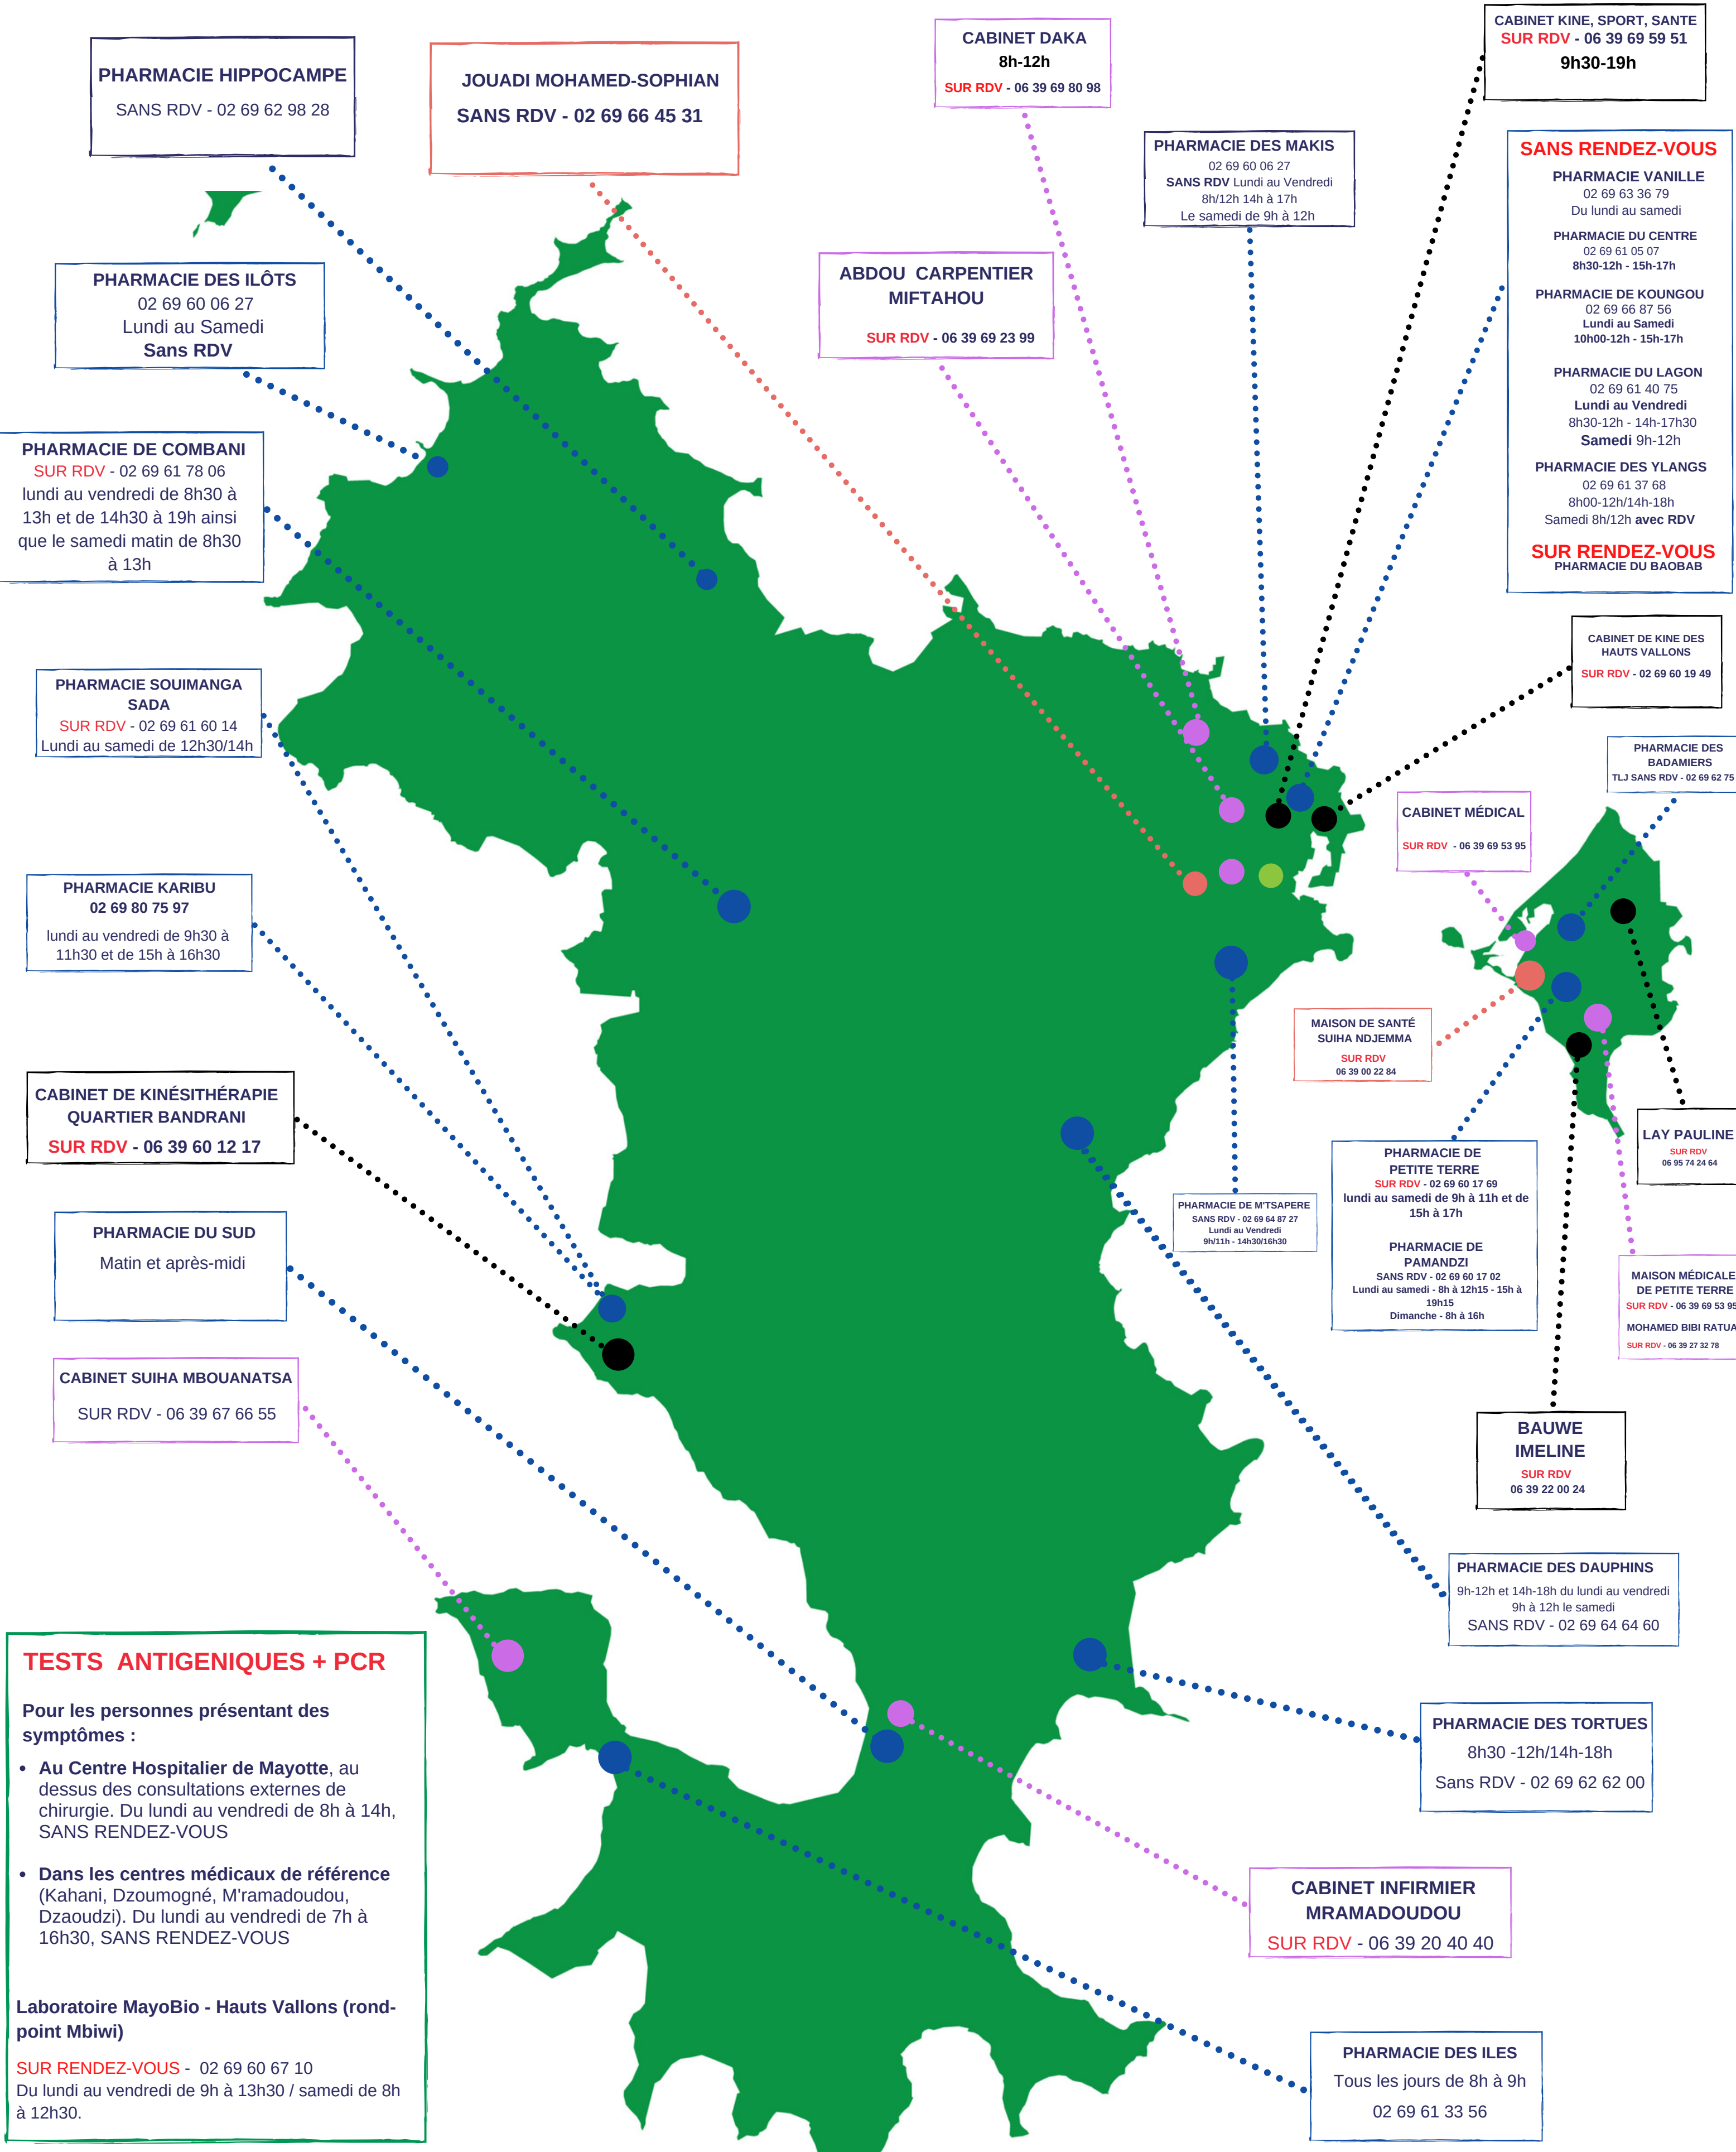 PHARMACIE HIPPOCAMPE
SANS RDV - 02 69 62 98 28
JOUADI MOHAMED-SOPHIAN
SANS RDV - 02 69 66 45 31
CABINET DAKA
8h-12h
SUR RDV - 06 39 69 80 98
CABINET KINE, SPORT, SANTE
SUR RDV - 06 39 69 59 51
9h30-19h
PHARMACIE DES MAKIS
02 69 60 06 27
SANS RDV Lundi au Vendredi
8h/12h 14h à 17h
Le samedi de 9h à 12h
SANS RENDEZ-VOUS
PHARMACIE VANILLE
02 69 63 36 79
Du lundi au samedi
PHARMACIE DU CENTRE
02 69 61 05 07
8h30-12h - 15h-17h
PHARMACIE DE KOUNGOU
02 69 66 87 56
Lundi au Samedi
10h00-12h - 15h-17h
PHARMACIE DU LAGON
02 69 61 40 75
Lundi au Vendredi
8h30-12h - 14h-17h30
Samedi 9h-12h
PHARMACIE DES YLANGS
02 69 61 37 68
8h00-12h/14h-18h
Samedi 8h/12h avec RDV
SUR RENDEZ-VOUS
PHARMACIE DU BAOBAB
ABDOU CARPENTIER
MIFTAHOU
SUR RDV - 06 39 69 23 99
PHARMACIE DES ILÔTS
02 69 60 06 27
Lundi au Samedi
Sans RDV
PHARMACIE DE COMBANI
SUR RDV - 02 69 61 78 06
lundi au vendredi de 8h30 à
13h et de 14h30 à 19h ainsi
que le samedi matin de 8h30
à 13h
CABINET DE KINE DES
HAUTS VALLONS
SUR RDV - 02 69 60 19 49
PHARMACIE SOUIMANGA
SADA
SUR RDV - 02 69 61 60 14
Lundi au samedi de 12h30/14h
PHARMACIE DES
BADAMIERS
TLJ SANS RDV - 02 69 62 75
CABINET MÉDICAL
SUR RDV - 06 39 69 53 95
PHARMACIE KARIBU
02 69 80 75 97
lundi au vendredi de 9h30 à
11h30 et de 15h à 16h30
MAISON DE SANTÉ
SUIHA NDJEMMA
SUR RDV
06 39 00 22 84
CABINET DE KINÉSITHÉRAPIE
QUARTIER BANDRANI
SUR RDV - 06 39 60 12 17
LAY PAULINE
SUR RDV
06 95 74 24 64
PHARMACIE DE
PETITE TERRE
SUR RDV - 02 69 60 17 69
lundi au samedi de 9h à 11h et de
15h à 17h
PHARMACIE DE
PAMANDZI
SANS RDV - 02 69 60 17 02
Lundi au samedi - 8h à 12h15 - 15h à
19h15
Dimanche - 8h à 16h
PHARMACIE DE M'TSAPERE
SANS RDV - 02 69 64 87 27
Lundi au Vendredi
9h/11h - 14h30/16h30
PHARMACIE DU SUD
Matin et après-midi
MAISON MÉDICALE
DE PETITE TERRE
SUR RDV - 06 39 69 53 95
MOHAMED BIBI RATUA
SUR RDV - 06 39 27 32 78
CABINET SUIHA MBOUANATSA
SUR RDV - 06 39 67 66 55
BAUWE
IMELINE
SUR RDV
06 39 22 00 24
PHARMACIE DES DAUPHINS
9h-12h et 14h-18h du lundi au vendredi
9h à 12h le samedi
SANS RDV - 02 69 64 64 60
PHARMACIE DES TORTUES
8h30 -12h/14h-18h
Sans RDV - 02 69 62 62 00
CABINET INFIRMIER
MRAMADOUDOU
SUR RDV - 06 39 20 40 40
PHARMACIE DES ILES
Tous les jours de 8h à 9h
02 69 61 33 56
TESTS ANTIGENIQUES + PCR
Pour les personnes présentant des
symptômes :
• Au Centre Hospitalier de Mayotte, au
dessus des consultations externes de
chirurgie. Du lundi au vendredi de 8h à 14h,
SANS RENDEZ-VOUS
• Dans les centres médicaux de référence
(Kahani, Dzoumogné, M'ramadoudou,
Dzaoudzi). Du lundi au vendredi de 7h à
16h30, SANS RENDEZ-VOUS
Laboratoire MayoBio - Hauts Vallons (rond-
point Mbiwi)
SUR RENDEZ-VOUS - 02 69 60 67 10
Du lundi au vendredi de 9h à 13h30 / samedi de 8h
à 12h30.